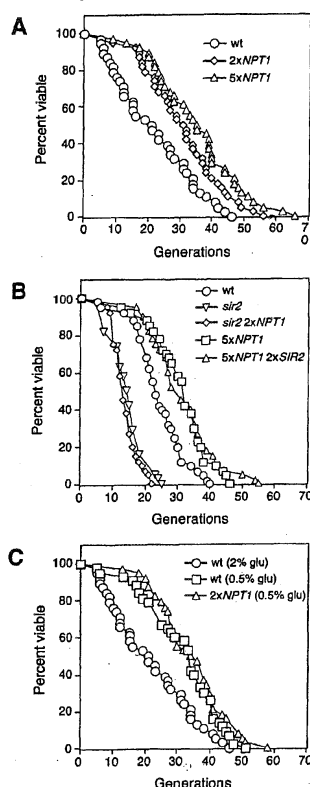 A
Percent viable
100
80
60
40
20
0
wt
2xNPT1
5xNPT1
0 10 20 30 40 50 60 7
0
Generations
B
Percent viable
100
80
60
40
20
0
wt
sir2
sir2 2xNPT1
5xNPT1
5xNPT1 2xSIR2
0 10 20 30 40 50 60 70
Generations
C
Percent viable
100
80
60
40
20
0
wt (2% glu)
wt (0.5% glu)
2xNPT1 (0.5% glu)
0 10 20 30 40 50 60 70
Generations